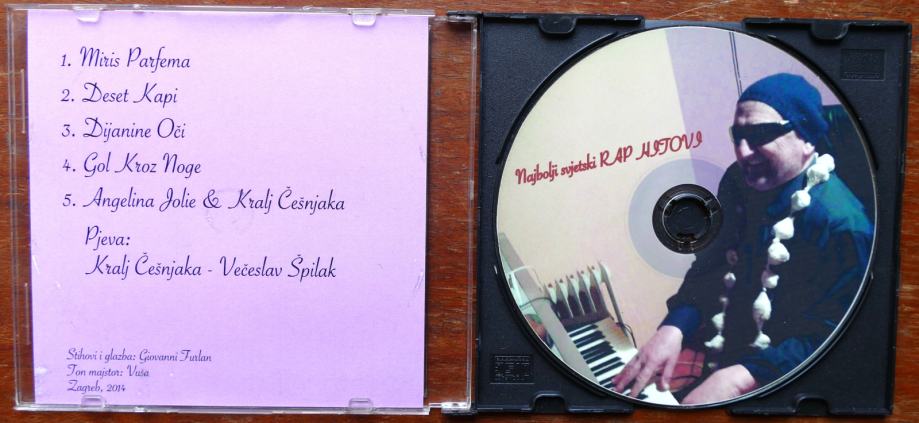 1. Miris Parfema
2. Deset Kapi
3. Dijanine Oči
4. Gol Kroz Noge
5. Angelina Jolie & Kralj Češnjaka
Pjeva:
Kralj Češnjaka - Večeslav Špilak
Stihovi i glazba: Giovanni Furlan
Ton majstor: Vuša
Zagreb, 2014
Najbolji svjetski RAP HITOVI